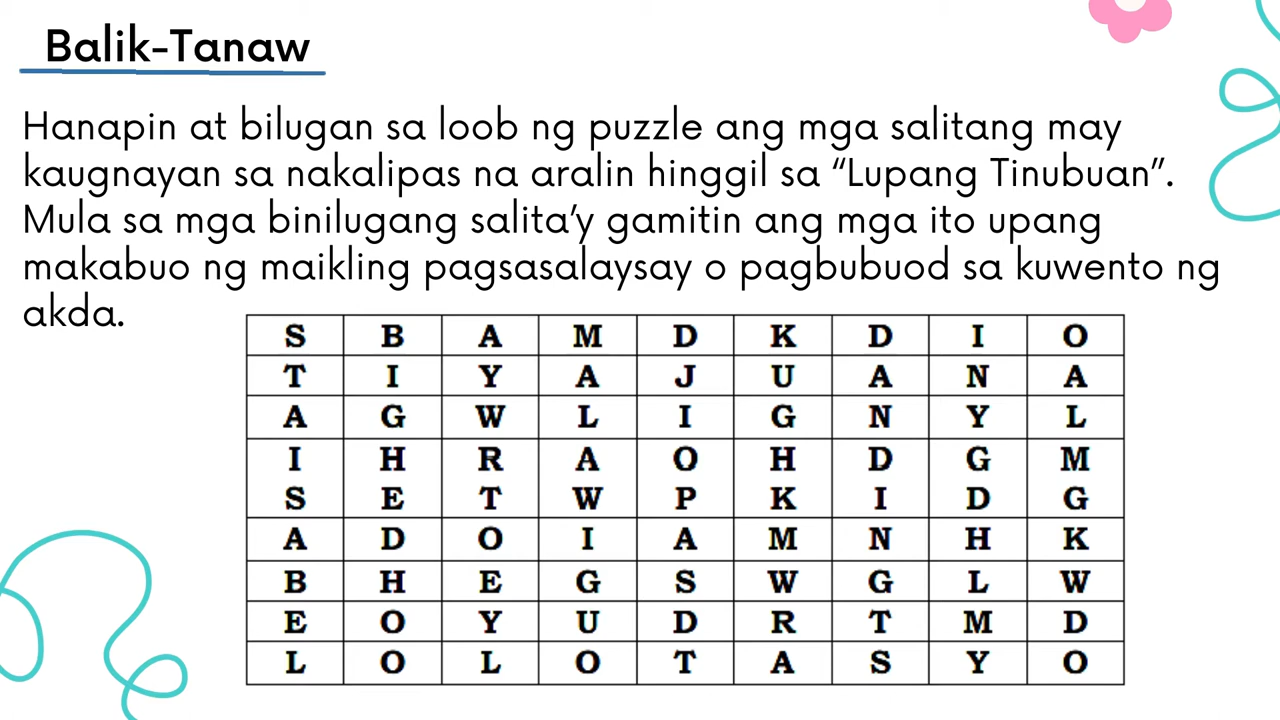 Balik-Tanaw
Hanapin at bilugan sa loob ng puzzle ang mga salitang may
kaugnayan sa nakalipas na aralin hinggil sa “Lupang Tinubuan”.
Mula sa mga binilugang salita’y gamitin ang mga ito upang
makabuo ng maikling pagsasalaysay o pagbubuod sa kuwento ng
akda.
S B A M D K D I O
T I Y A J U A N A
A G W L I G N Y L
I H R A O H D G M
S E T W P K I D G
A D O I A M N H K
B H E G S W G L W
E O Y U D R T M D
L O L O T A S Y O